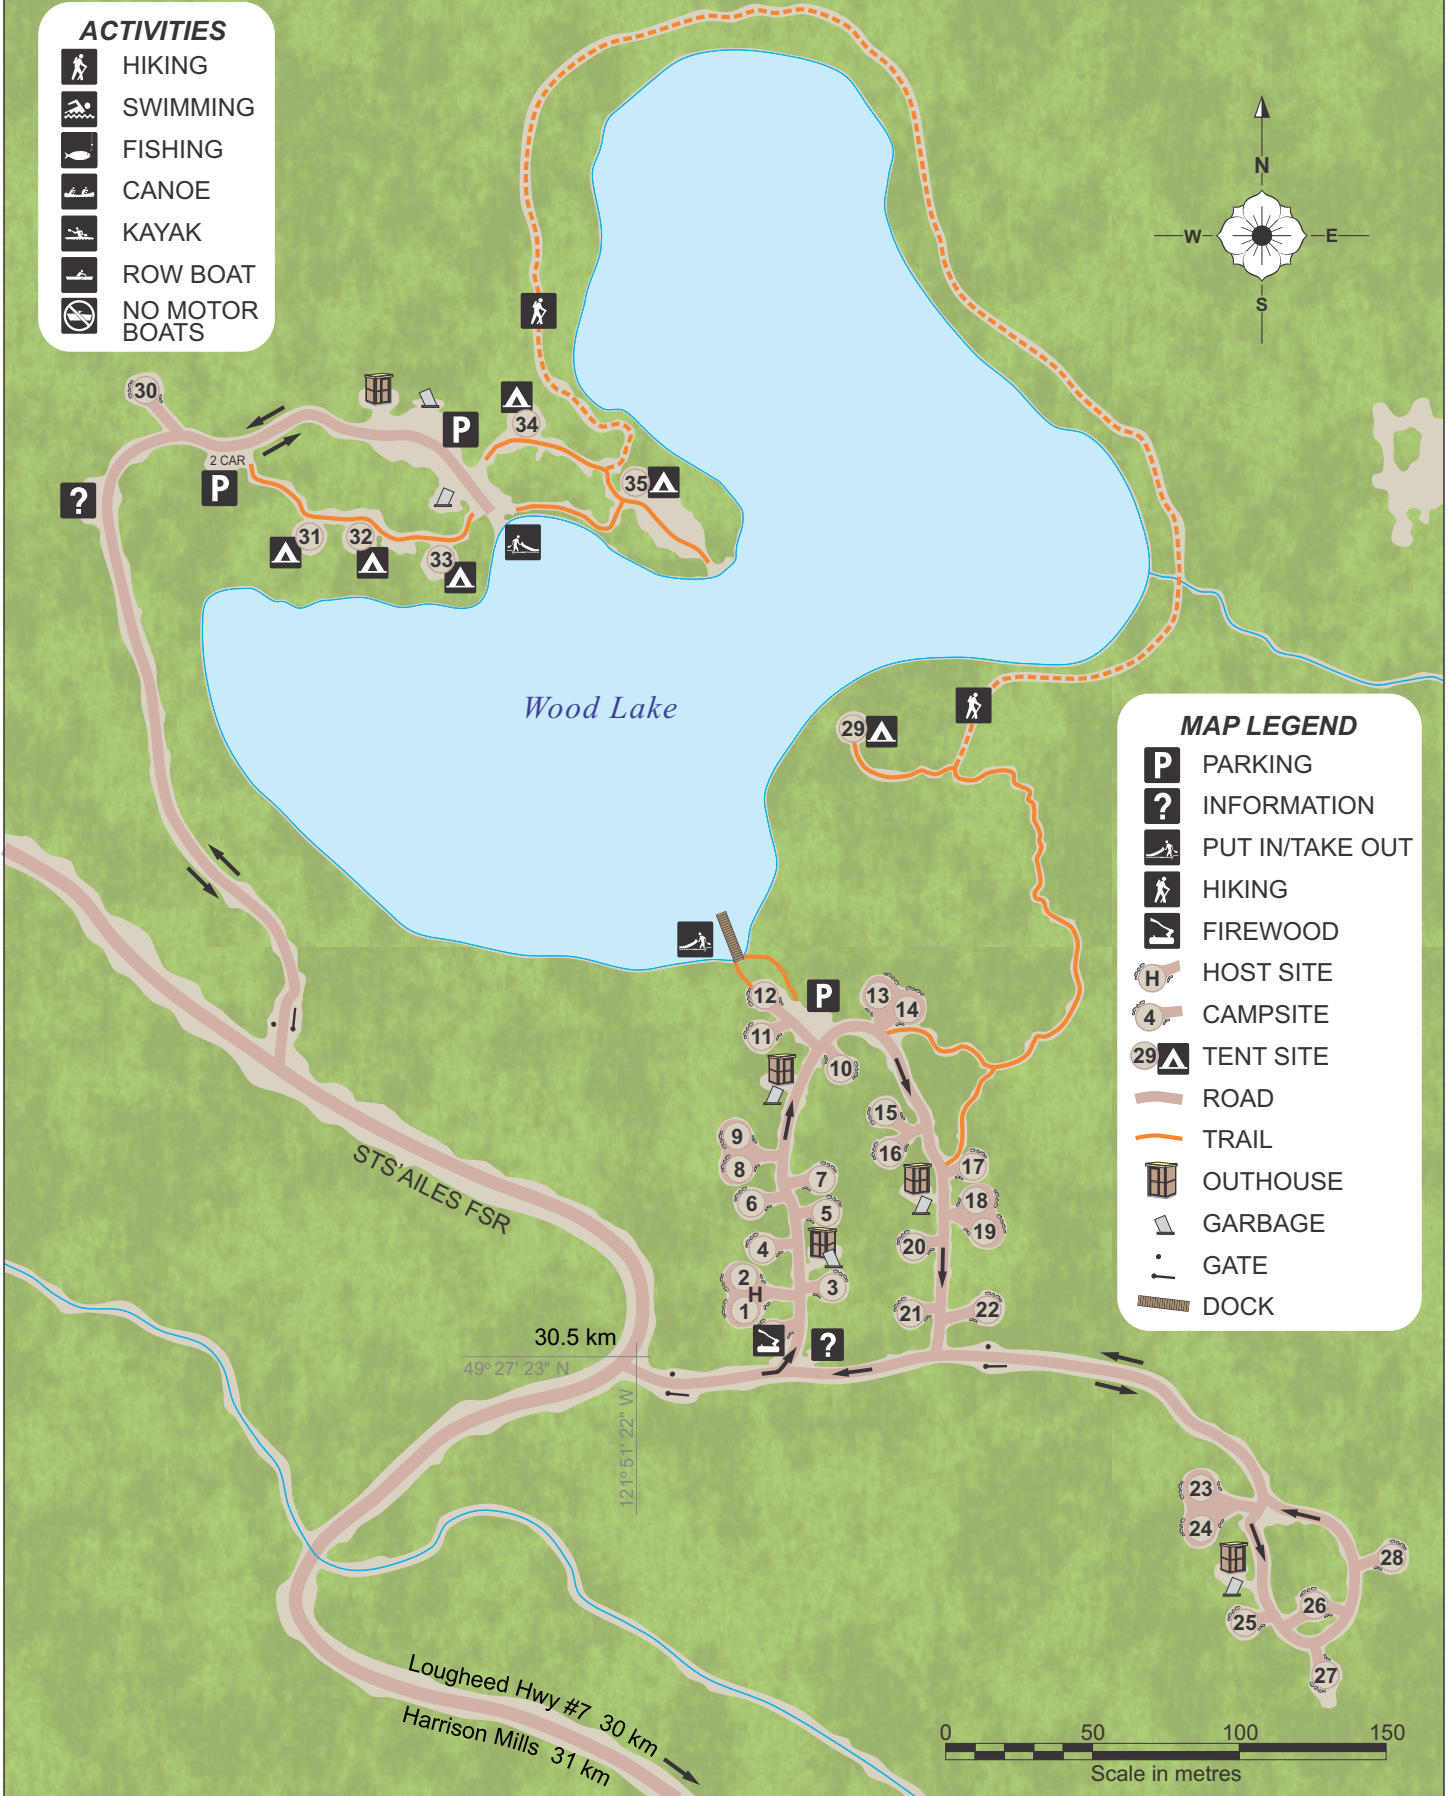 ACTIVITIES
HIKING
SWIMMING
FISHING
CANOE
KAYAK
ROW BOAT
NO MOTOR
BOATS
N
W
E
S
30
34
P
2 CAR
P
?
35
31
32
33
Wood Lake
29
MAP LEGEND
P PARKING
? INFORMATION
PUT IN/TAKE OUT
HIKING
FIREWOOD
H HOST SITE
4 CAMPSITE
29 TENT SITE
ROAD
TRAIL
OUTHOUSE
GARBAGE
GATE
DOCK
12
P
13
14
11
10
15
9
16
8
17
7
6
18
5
19
4
20
2
H
3
1
21
22
?
STS'AILES FSR
30.5 km
49° 27' 23" N
121° 51' 22" W
23
24
28
26
25
27
Lougheed Hwy #7 30 km
Harrison Mills 31 km
0 50 100 150
Scale in metres